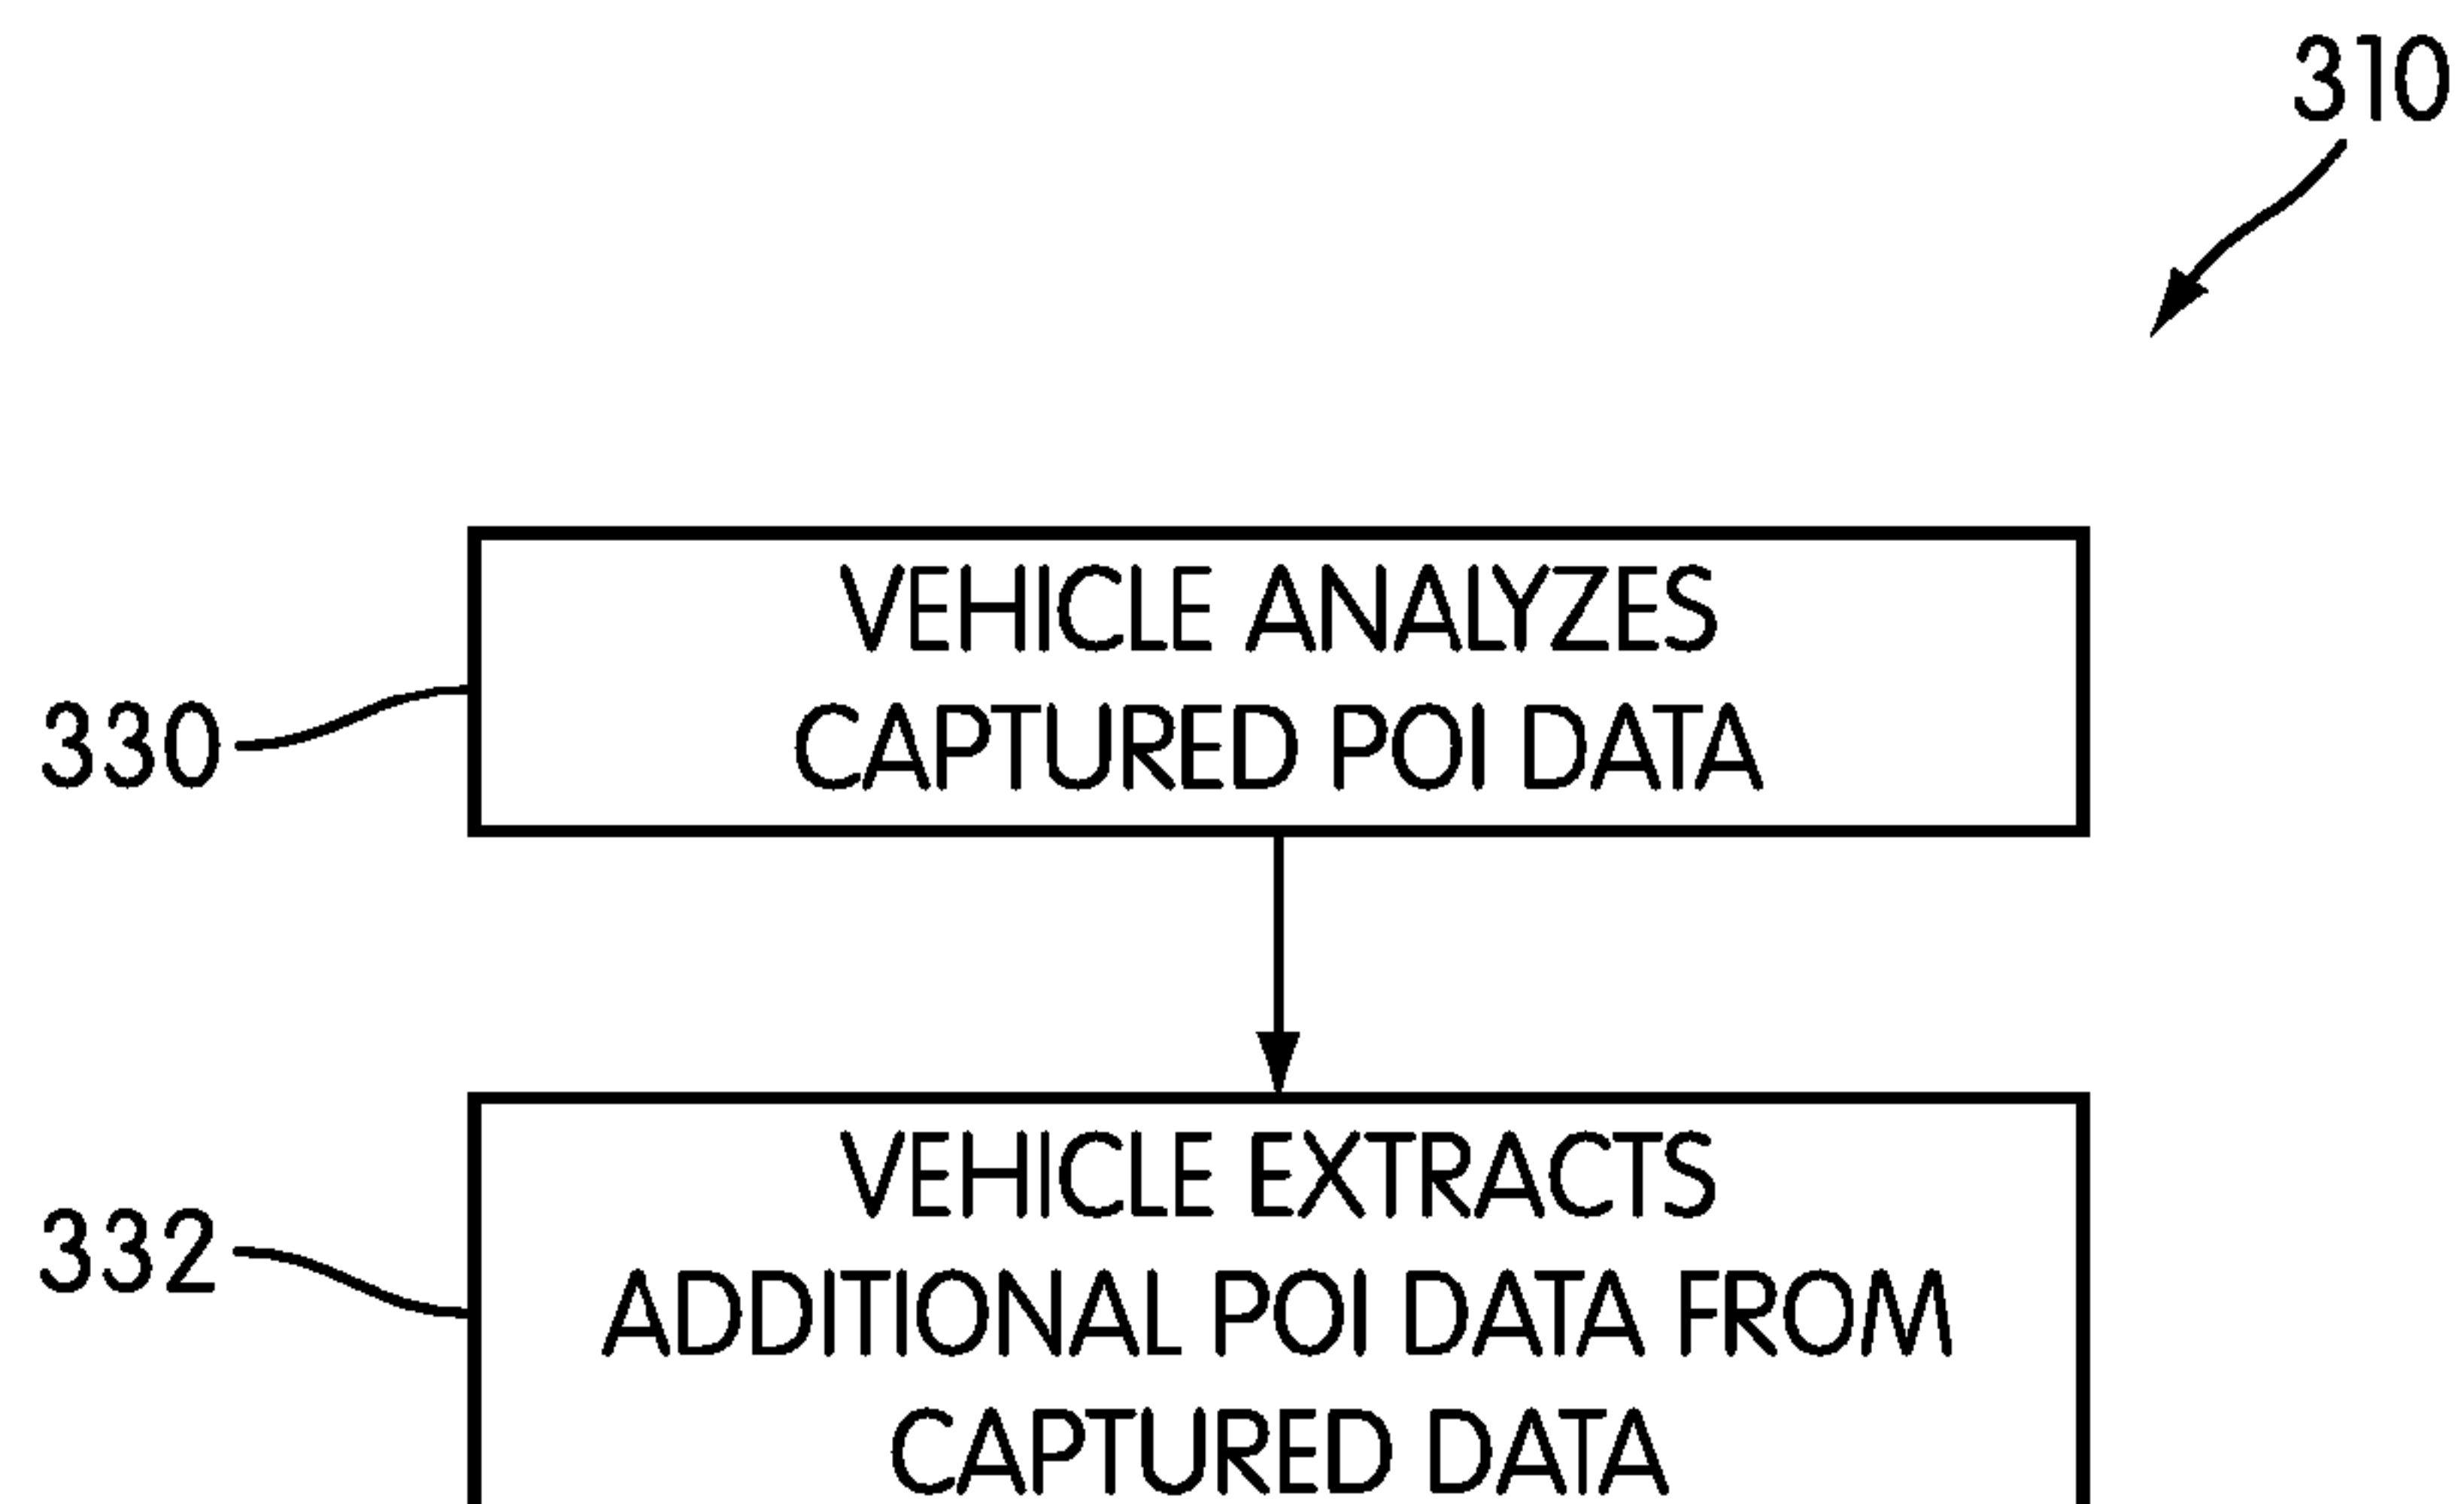 310
VEHICLE ANALYZES
CAPTURED POI DATA
330
VEHICLE EXTRACTS
332
ADDITIONAL POI DATA FROM
CAPTURED DATA